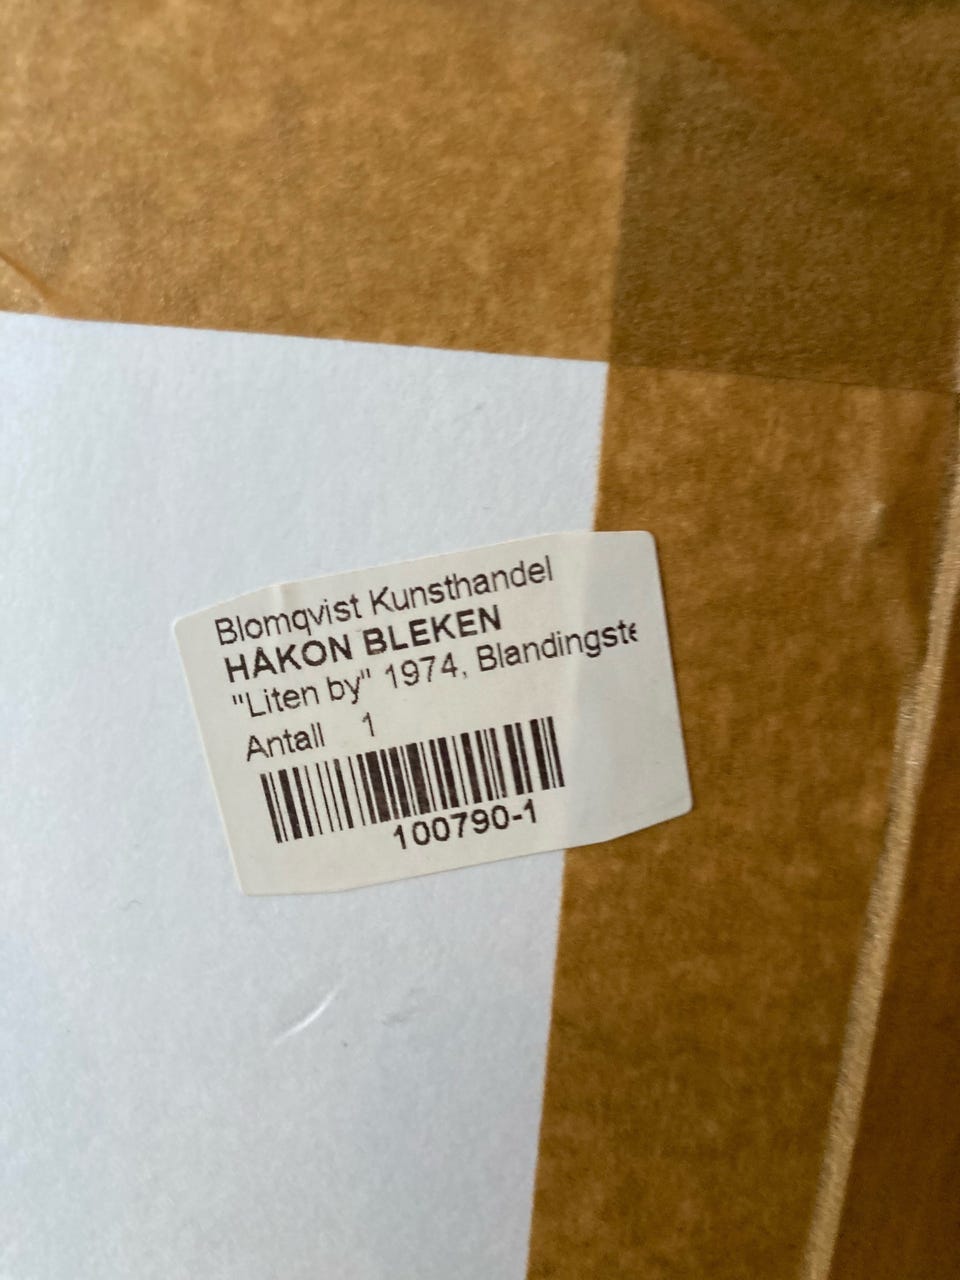 Blomqvist Kunsthandel
HÅKON BLEKEN
"Liten by" 1974, Blandingste
Antall 1
100790-1